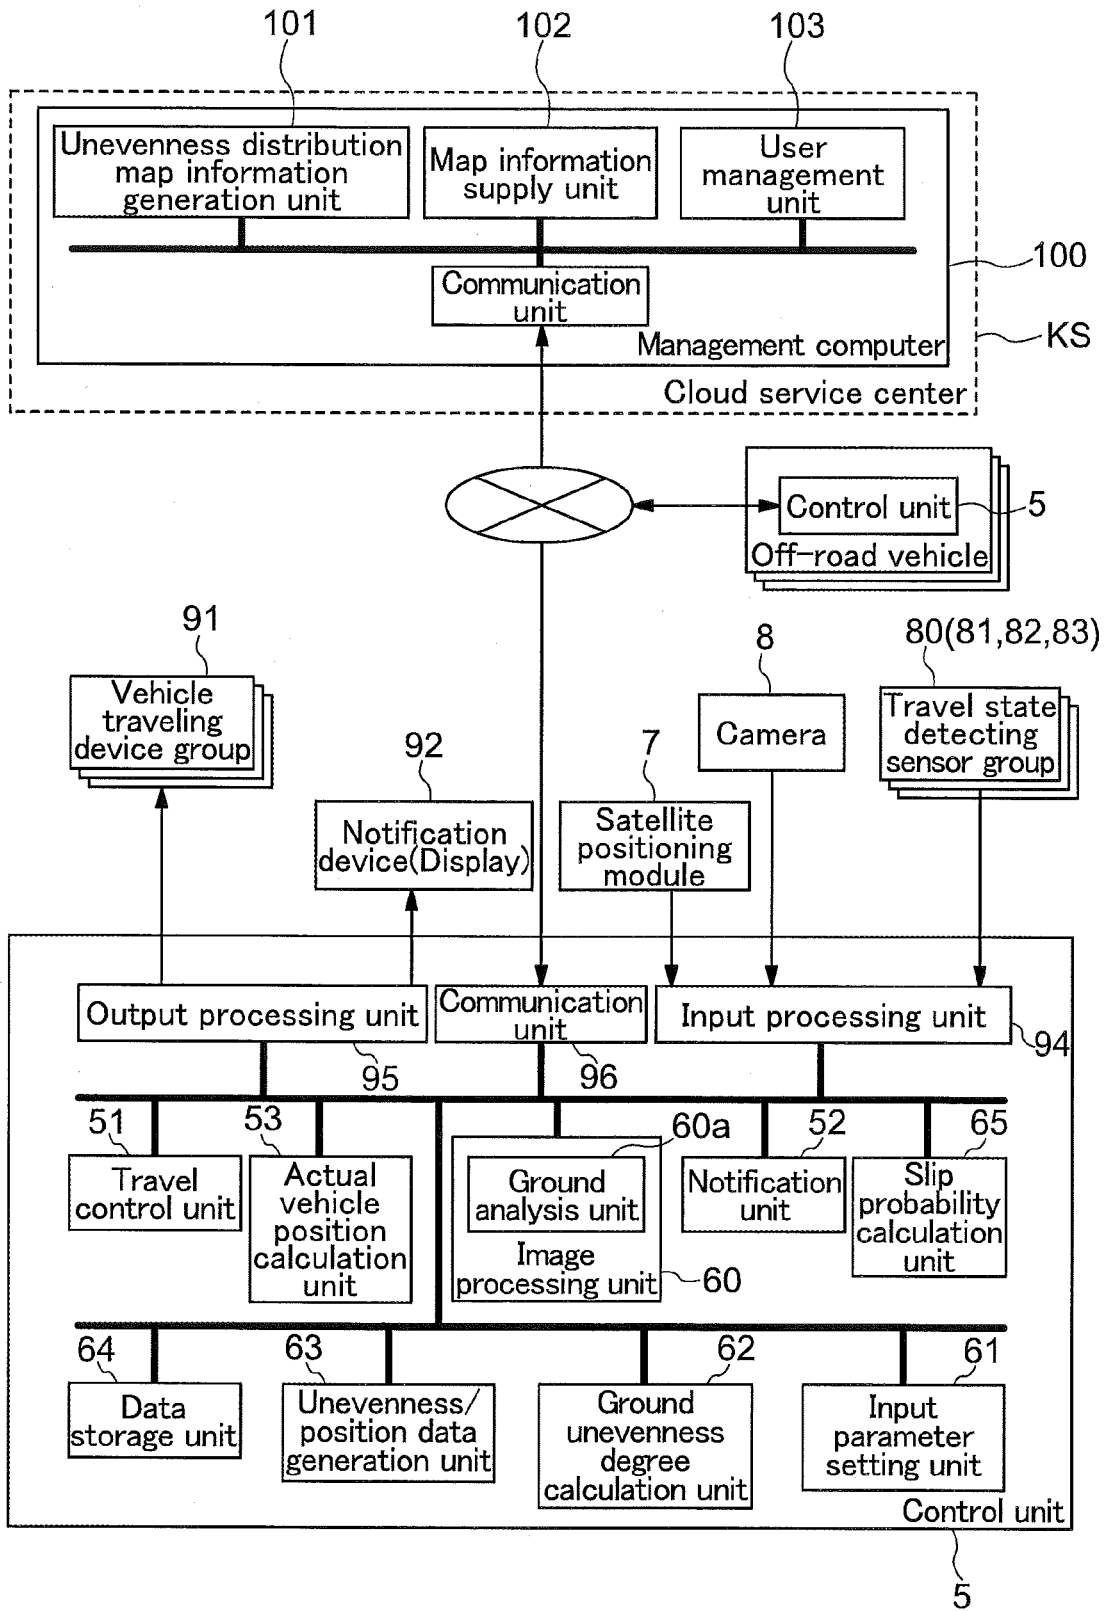 101
102
103
Unevenness distribution
map information
generation unit
Map information
supply unit
User
management
unit
100
Communication
unit
KS
Management computer
Cloud service center
Control unit
5
Off-road vehicle
91
8
80(81,82,83)
Vehicle
traveling
device group
92
7
Camera
Travel state
detecting
sensor group
Notification
device(Display)
Satellite
positioning
module
Output processing unit
Communication
unit
Input processing unit
94
95
96
51
53
60a
52
65
Travel
control unit
Actual
vehicle
position
calculation
unit
Ground
analysis unit
Image
processing unit
60
Notification
unit
Slip
probability
calculation
unit
64
63
62
61
Data
storage unit
Unevenness/
position data
generation unit
Ground
unevenness
degree
calculation unit
Input
parameter
setting unit
Control unit
5